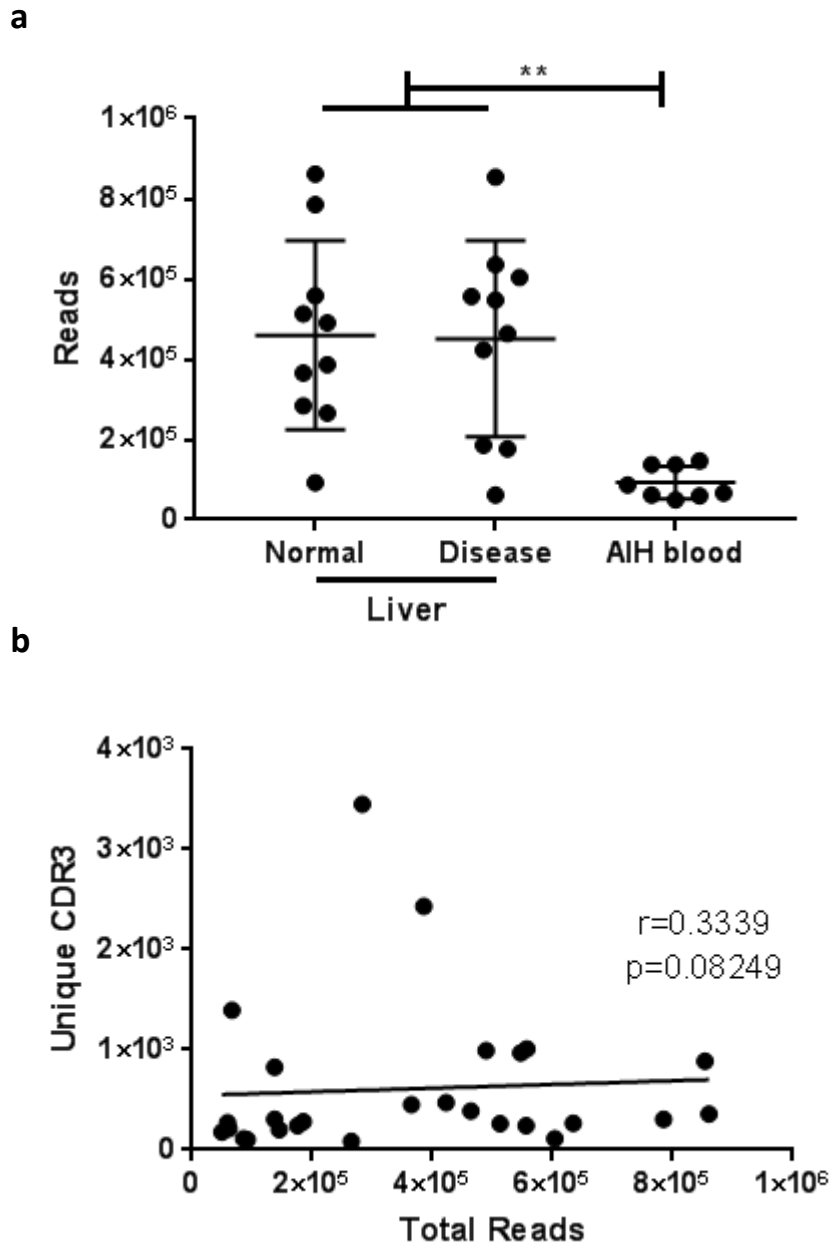 a
**
1×10⁶
8×10⁵
6×10⁵
4×10⁵
2×10⁵
0
Reads
Normal Disease AIH blood
Liver
b
4×10³
3×10³
2×10³
1×10³
0
Unique CDR3
r=0.3339
p=0.08249
0 2×10⁵ 4×10⁵ 6×10⁵ 8×10⁵ 1×10⁶
Total Reads